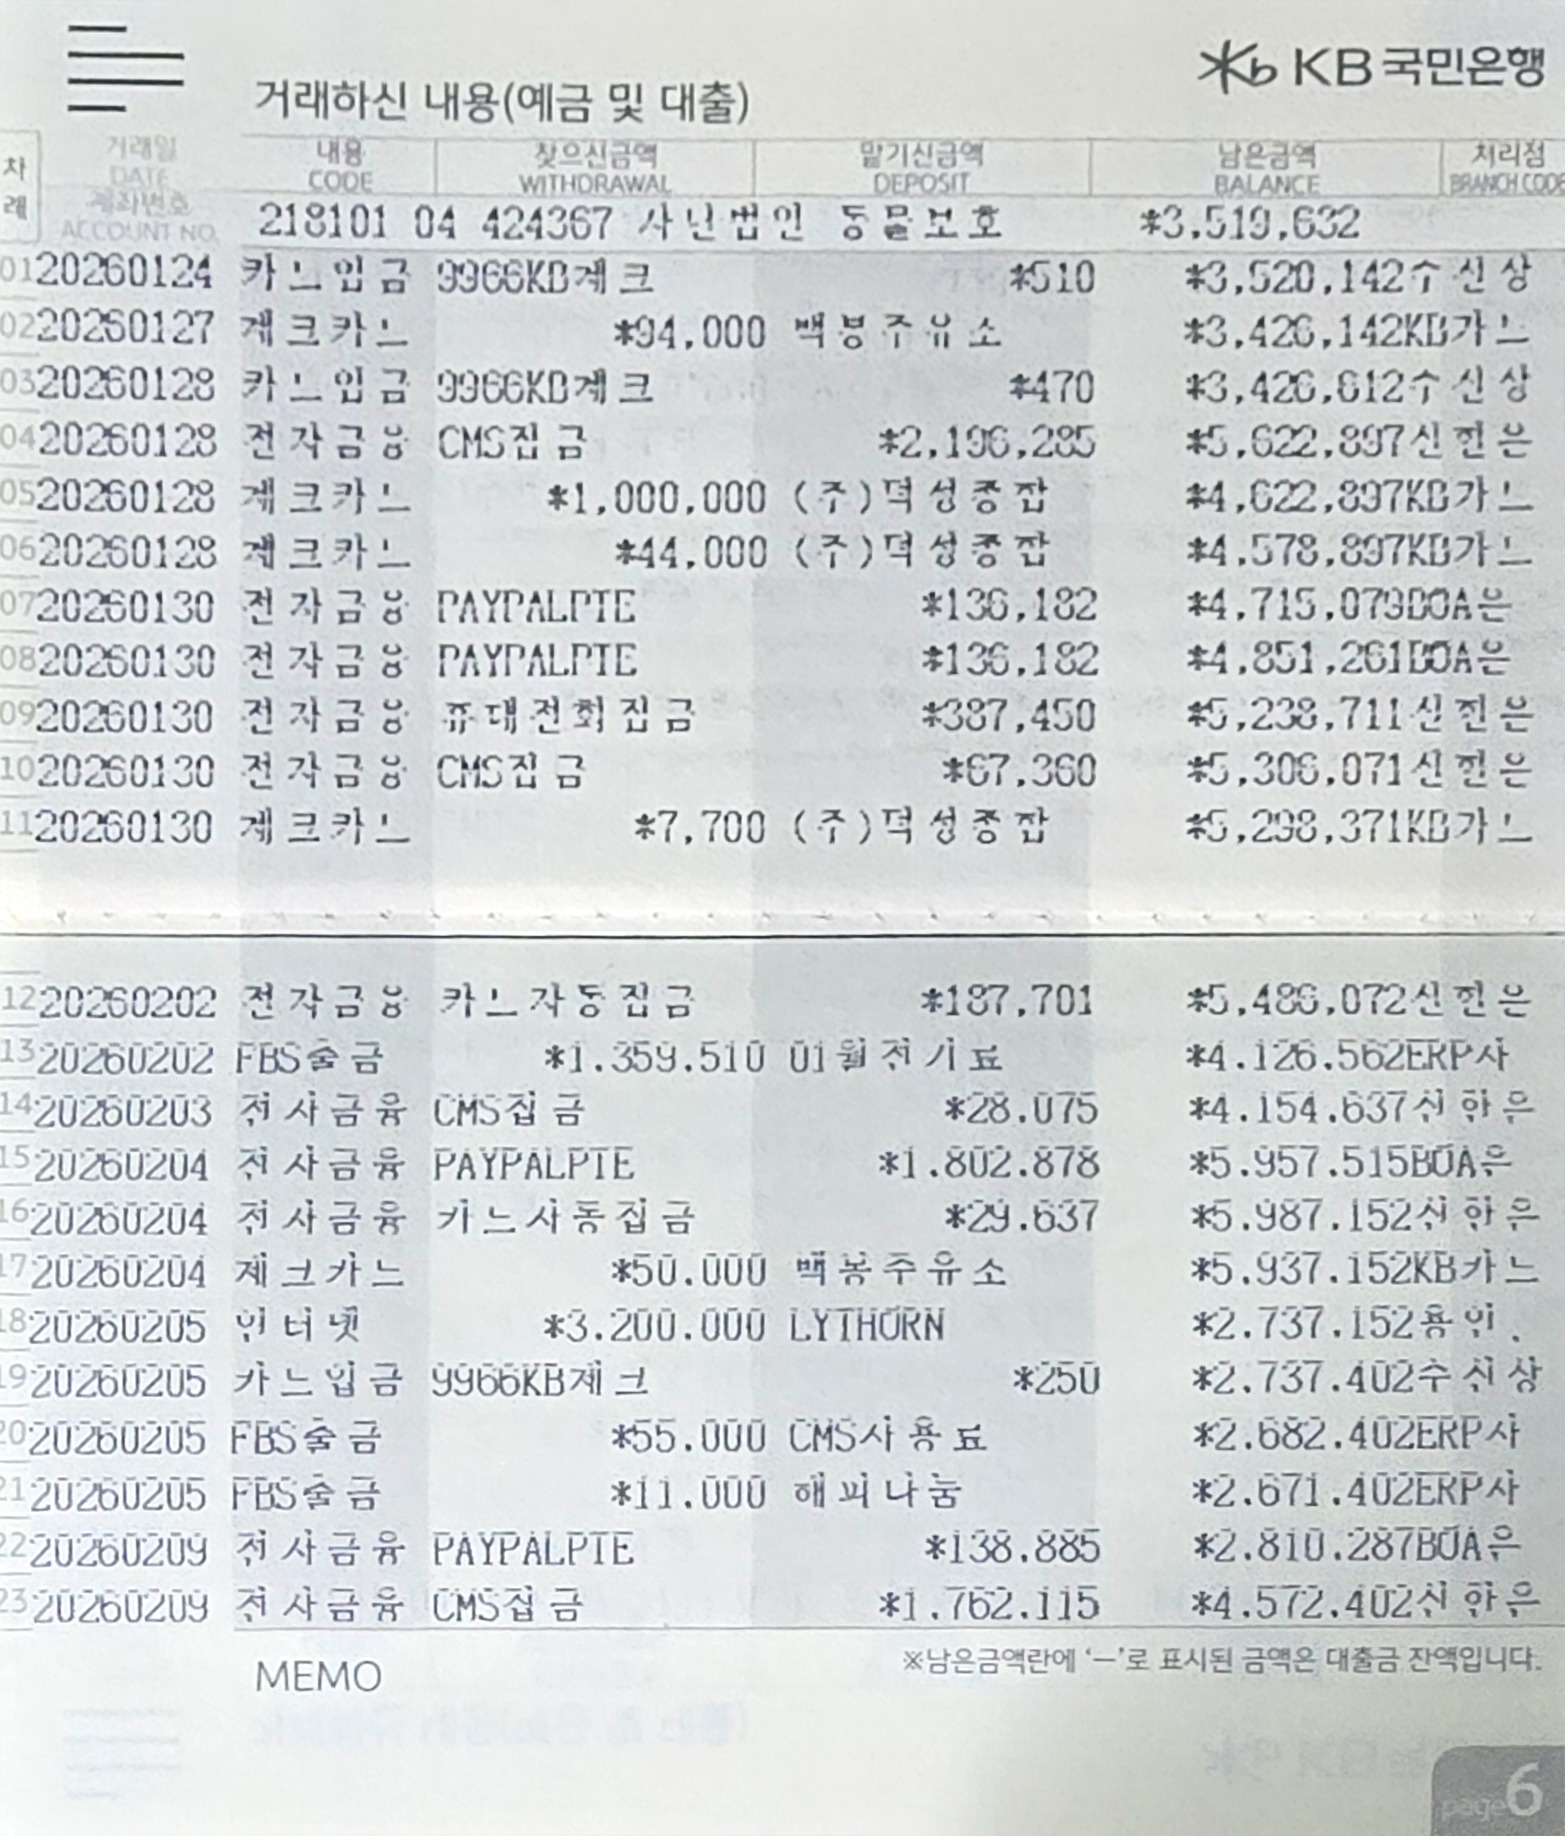 KB국민은행
거래하신 내용(예금 및 대출)
차례 거래일 DATE 계좌번호 ACCOUNT NO. 내용 CODE 찾으신금액 WITHDRAWAL 맡기신금액 DEPOSIT 남은금액 BALANCE 처리점 BRANCH CODE
218101 04 424367 사단법인 동물보호 *3,519,632
01 20260124 카드입금 9966KB체크 *510 *3,520,142 수신상
02 20260127 체크카드 *94,000 백봉주유소 *3,426,142 KB카드
03 20260128 카드입금 9966KB체크 *470 *3,426,612 수신상
04 20260128 전자금융 CMS집금 *2,196,285 *5,622,897 신한은
05 20260128 체크카드 *1,000,000 (주)덕성종합 *4,622,897 KB카드
06 20260128 체크카드 *44,000 (주)덕성종합 *4,578,897 KB카드
07 20260130 전자금융 PAYPALPTE *136,182 *4,715,079 BOA은
08 20260130 전자금융 PAYPALPTE *136,182 *4,851,261 BOA은
09 20260130 전자금융 휴대전화집금 *387,450 *5,238,711 신한은
10 20260130 전자금융 CMS집금 *67,360 *5,306,071 신한은
11 20260130 체크카드 *7,700 (주)덕성종합 *5,298,371 KB카드
12 20260202 전자금융 카드자동집금 *187,701 *5,486,072 신한은
13 20260202 FBS출금 *1,359,510 01월전기료 *4,126,562 ERP사
14 20260203 전자금융 CMS집금 *28,075 *4,154,637 신한은
15 20260204 전자금융 PAYPALPTE *1,802,878 *5,957,515 BOA은
16 20260204 전자금융 카드자동집금 *29,637 *5,987,152 신한은
17 20260204 체크카드 *50,000 백봉주유소 *5,937,152 KB카드
18 20260205 인터넷 *3,200,000 LYTHORN *2,737,152 용인.
19 20260205 카드입금 9966KB체크 *250 *2,737,402 수신상
20 20260205 FBS출금 *55,000 CMS사용료 *2,682,402 ERP사
21 20260205 FBS출금 *11,000 해피나눔 *2,671,402 ERP사
22 20260209 전자금융 PAYPALPTE *138,885 *2,810,287 BOA은
23 20260209 전자금융 CMS집금 *1,762,115 *4,572,402 신한은
※남은금액란에 '—'로 표시된 금액은 대출금 잔액입니다.
MEMO
page 6